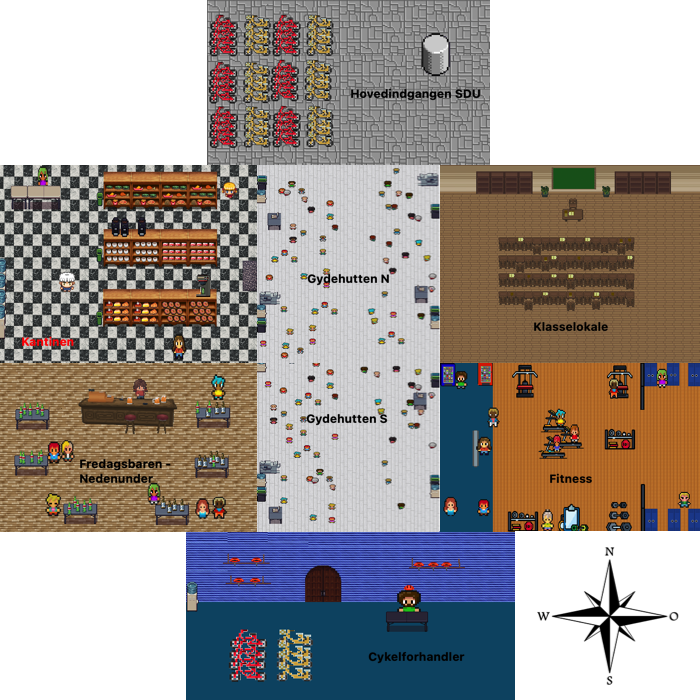 Hovedindgangen SDU
Gydehutten N
Klasselokale
Kantinen
Gydehutten S
Fredagsbaren -
Nedenunder
Fitness
N
W
O
S
Cykelforhandler